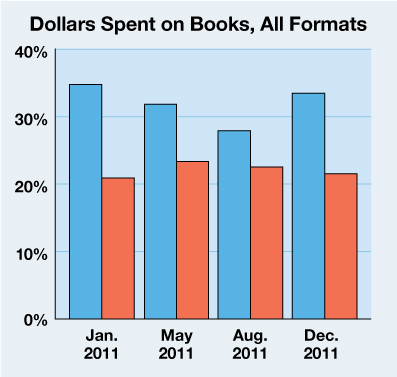 Dollars Spent on Books, All Formats
40%
30%
20%
10%
0%
Jan. May Aug. Dec.
2011 2011 2011 2011